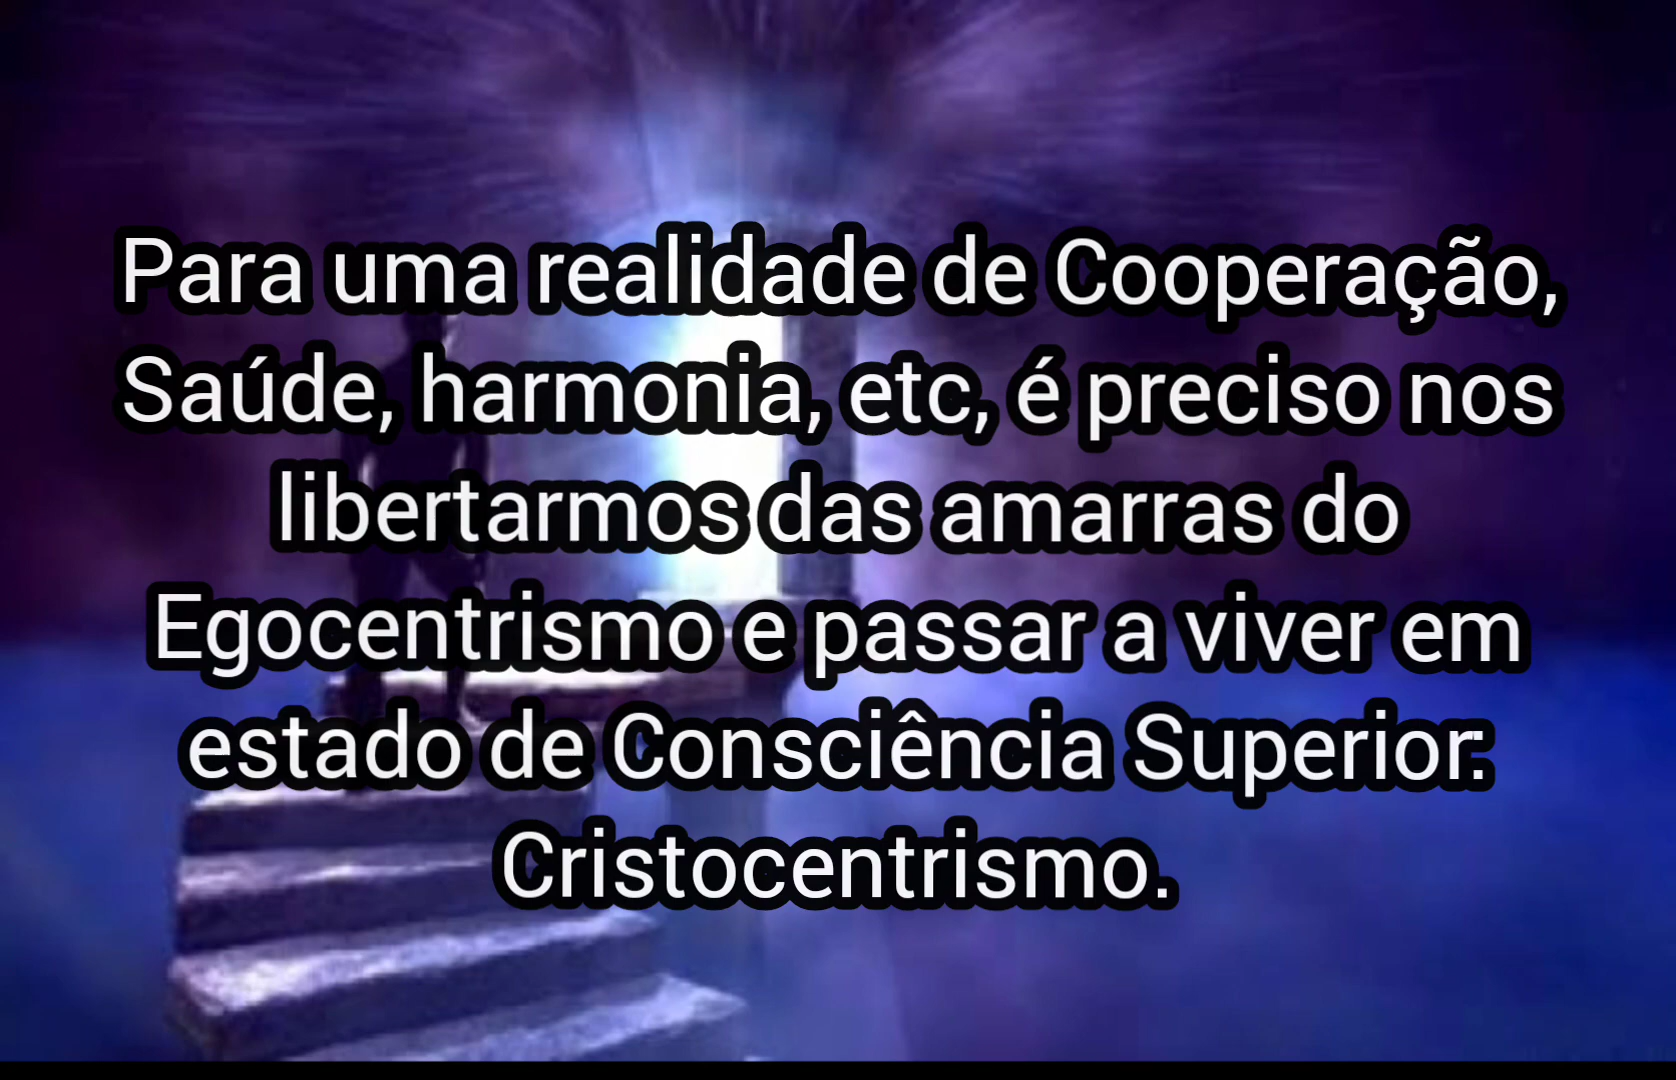 Para uma realidade de Cooperação,
Saúde, harmonia, etc, é preciso nos
libertarmos das amarras do
Egocentrismo e passar a viver em
estado de Consciência Superior:
Cristocentrismo.